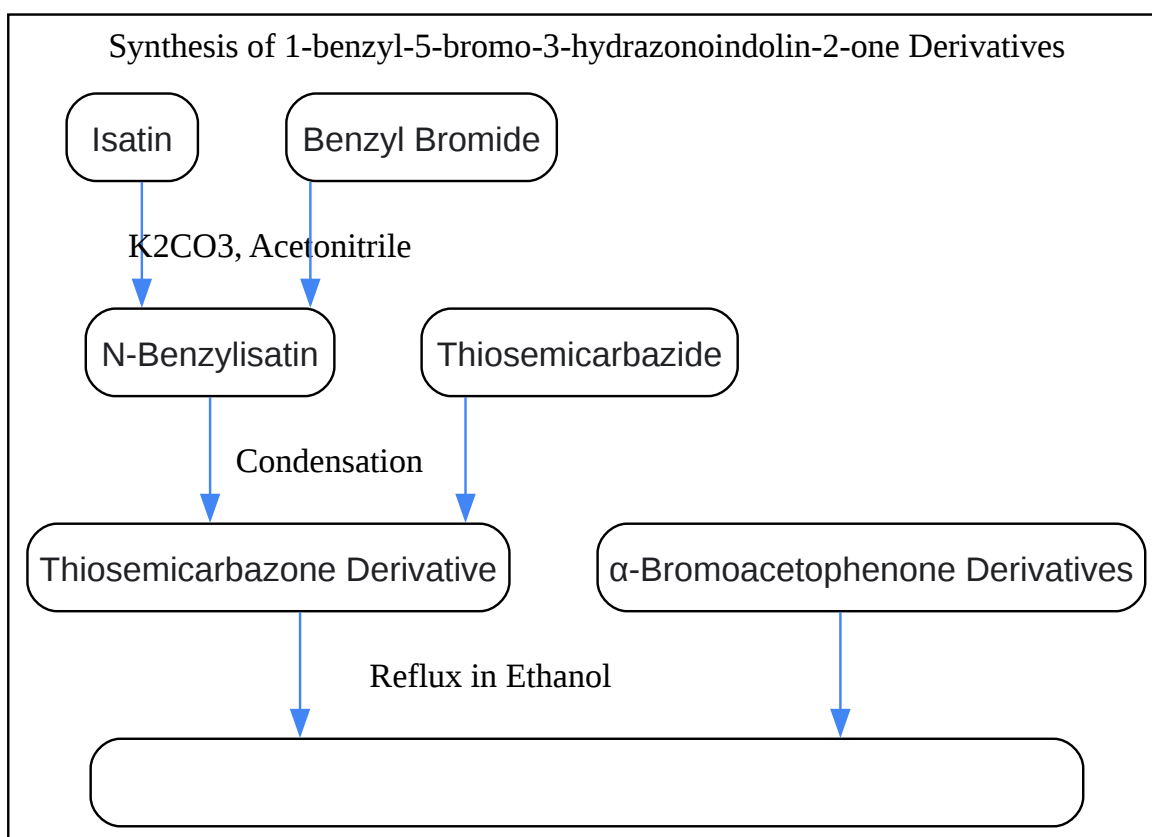 Synthesis of 1-benzyl-5-bromo-3-hydrazonoindolin-2-one Derivatives
Isatin
Benzyl Bromide
K2CO3, Acetonitrile
N-Benzylisatin
Thiosemicarbazide
Condensation
Thiosemicarbazone Derivative
α-Bromoacetophenone Derivatives
Reflux in Ethanol